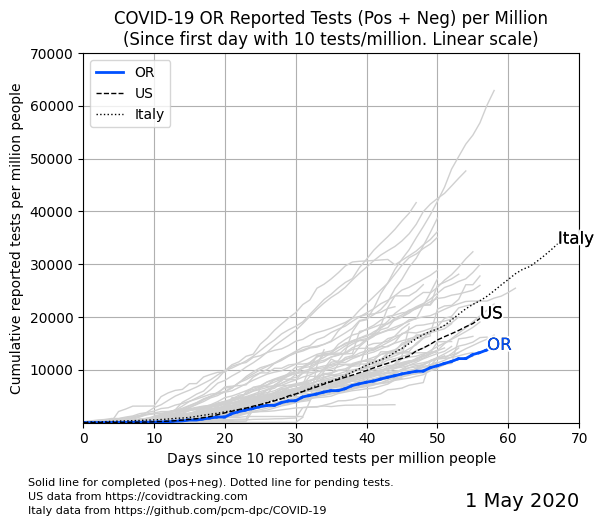 COVID-19 OR Reported Tests (Pos + Neg) per Million
(Since first day with 10 tests/million. Linear scale)
Cumulative reported tests per million people
70000
60000
50000
40000
30000
20000
10000
OR
US
Italy
Italy
US
OR
0
10
20
30
40
50
60
70
Days since 10 reported tests per million people
Solid line for completed (pos+neg). Dotted line for pending tests.
US data from https://covidtracking.com
Italy data from https://github.com/pcm-dpc/COVID-19
1 May 2020